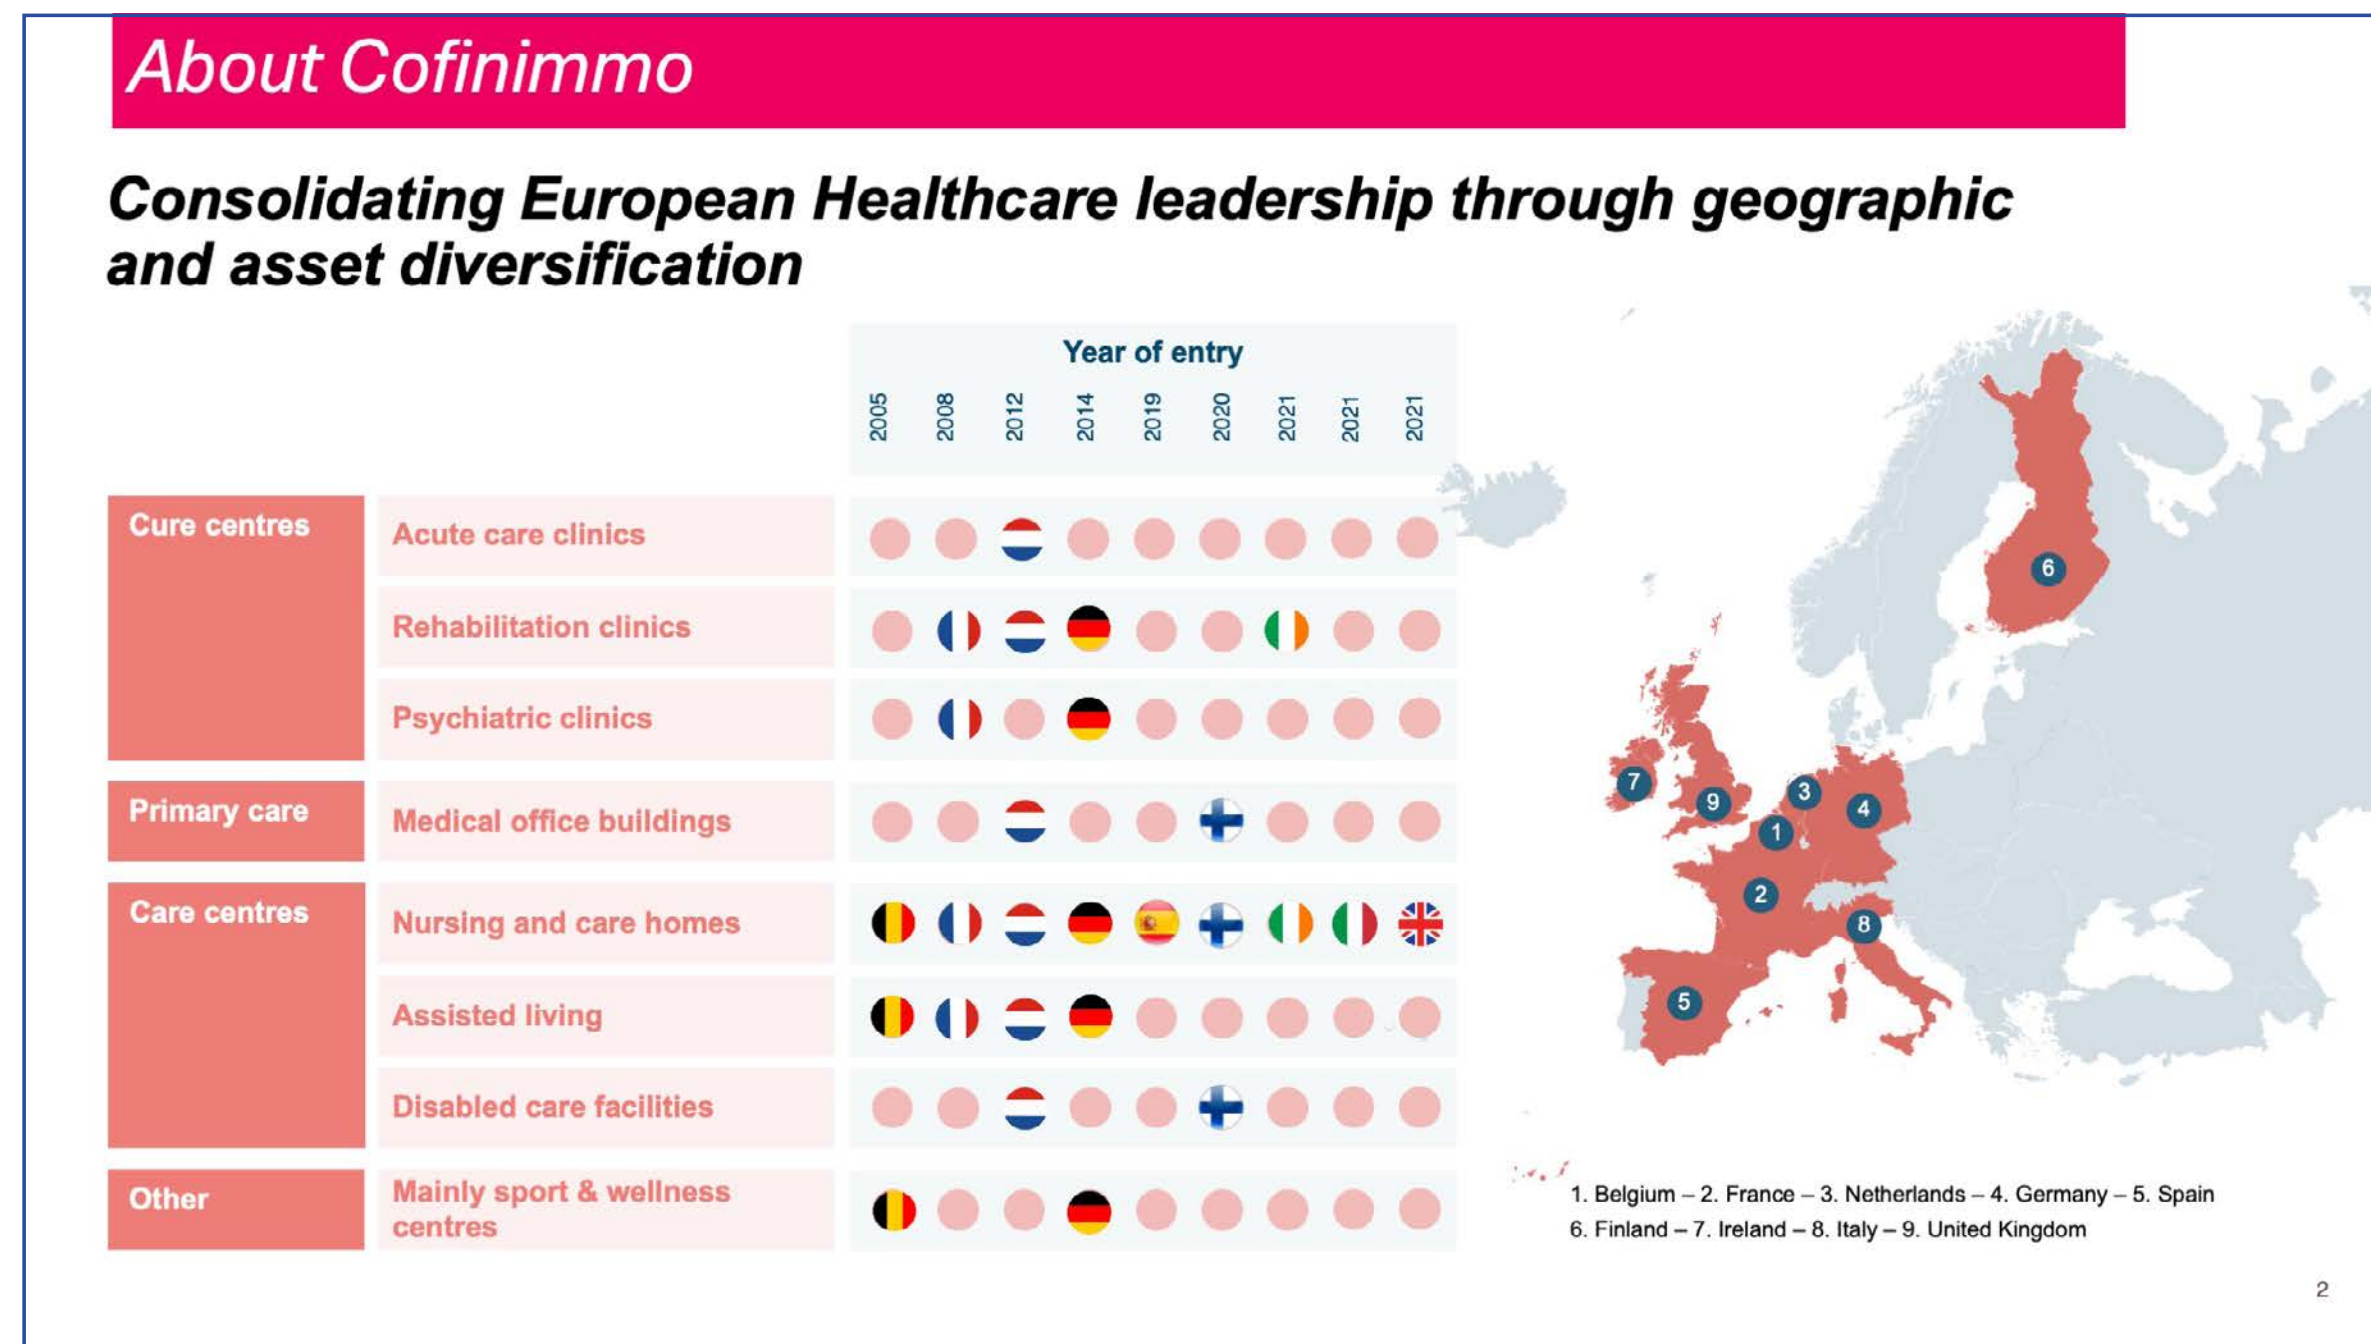 About Cofinimmo
Consolidating European Healthcare leadership through geographic
and asset diversification
Year of entry
2005 2008 2012 2014 2019 2020 2021 2021 2021
Cure centres
Acute care clinics
Rehabilitation clinics
Psychiatric clinics
Primary care
Medical office buildings
Care centres
Nursing and care homes
Assisted living
Disabled care facilities
Other
Mainly sport & wellness
centres
6
7
9
3
4
1
2
8
5
1. Belgium – 2. France – 3. Netherlands – 4. Germany – 5. Spain
6. Finland – 7. Ireland – 8. Italy – 9. United Kingdom
2